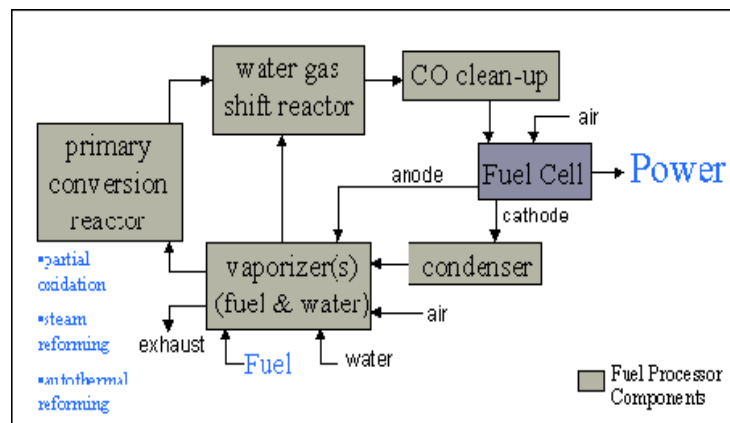 water gas
shift reactor
CO clean-up
air
primary
conversion
reactor
Fuel Cell
Power
anode
cathode
•partial
oxidation
vaporizer(s)
(fuel & water)
condenser
•steam
reforming
exhaust
air
Fuel
water
•autothermal
reforming
Fuel Processor
Components